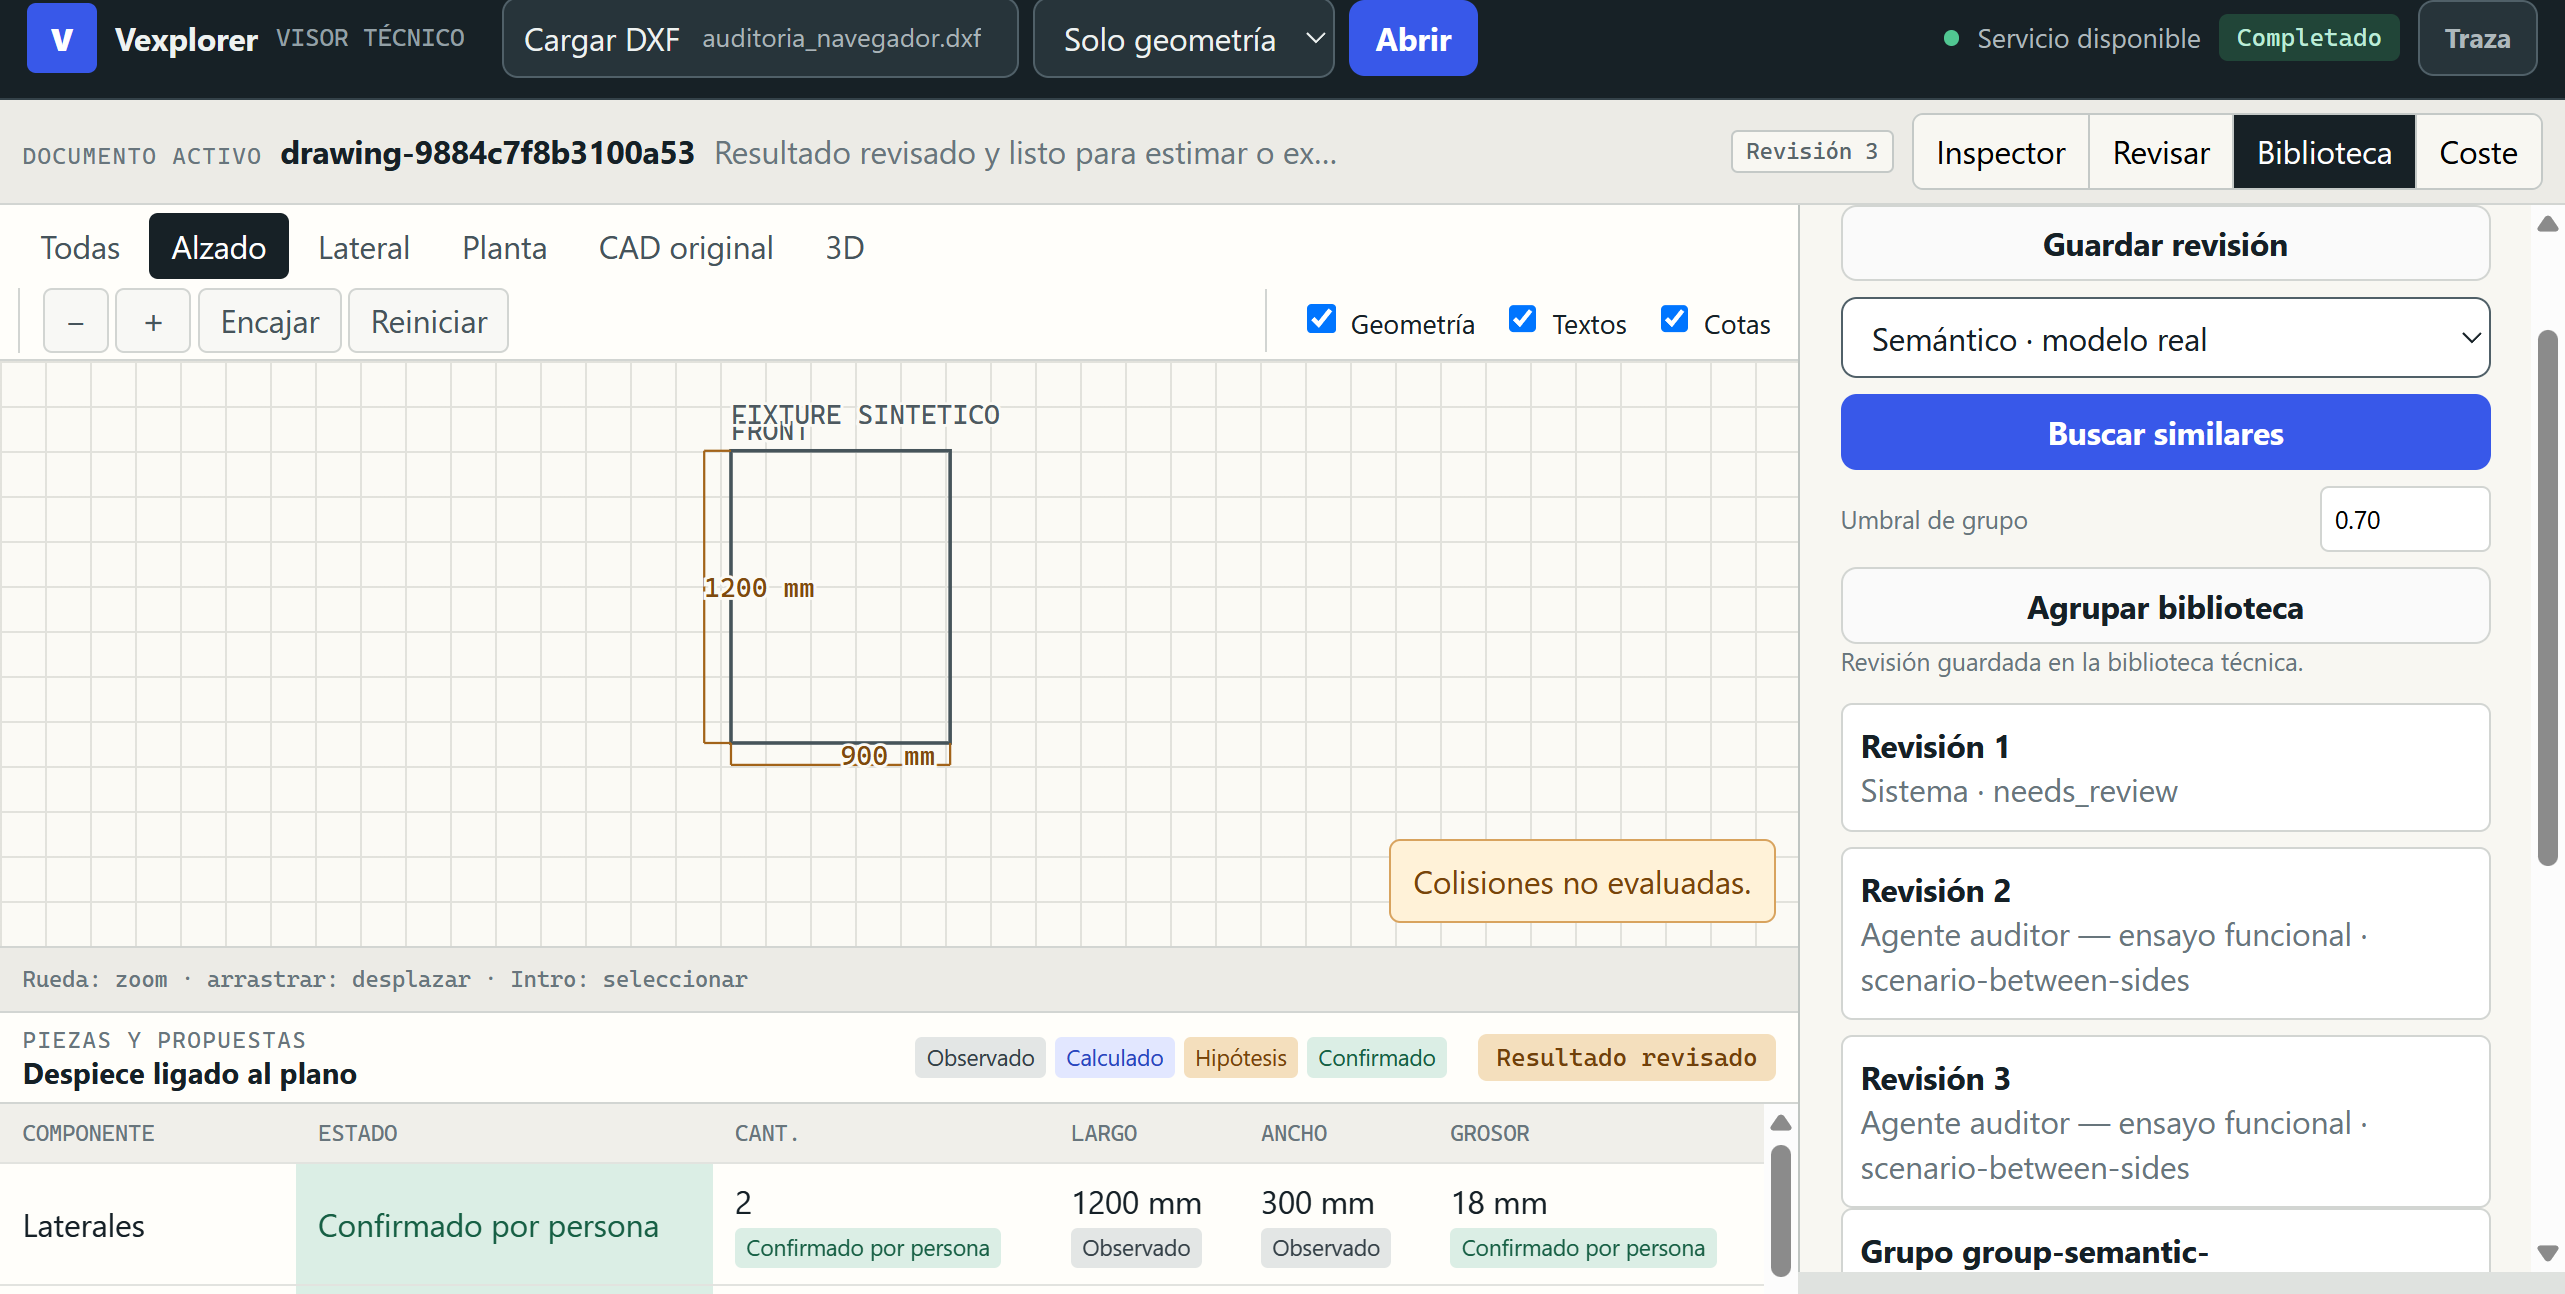 V Vexplorer VISOR TÉCNICO Cargar DXF auditoria_navegador.dxf Solo geometría Abrir Servicio disponible Completado Traza
DOCUMENTO ACTIVO drawing-9884c7f8b3100a53 Resultado revisado y listo para estimar o ex... Revisión 3 Inspector Revisar Biblioteca Coste
Todas Alzado Lateral Planta CAD original 3D
− + Encajar Reiniciar Geometría Textos Cotas
FIXTURE SINTETICO
FRONT
1200 mm
900 mm
Colisiones no evaluadas.
Rueda: zoom · arrastrar: desplazar · Intro: seleccionar
PIEZAS Y PROPUESTAS
Despiece ligado al plano
Observado Calculado Hipótesis Confirmado Resultado revisado
COMPONENTE ESTADO CANT. LARGO ANCHO GROSOR
Laterales Confirmado por persona 2 1200 mm 300 mm 18 mm
Confirmado por persona Observado Observado Confirmado por persona
Guardar revisión
Semántico · modelo real
Buscar similares
Umbral de grupo 0.70
Agrupar biblioteca
Revisión guardada en la biblioteca técnica.
Revisión 1
Sistema · needs_review
Revisión 2
Agente auditor — ensayo funcional ·
scenario-between-sides
Revisión 3
Agente auditor — ensayo funcional ·
scenario-between-sides
Grupo group-semantic-